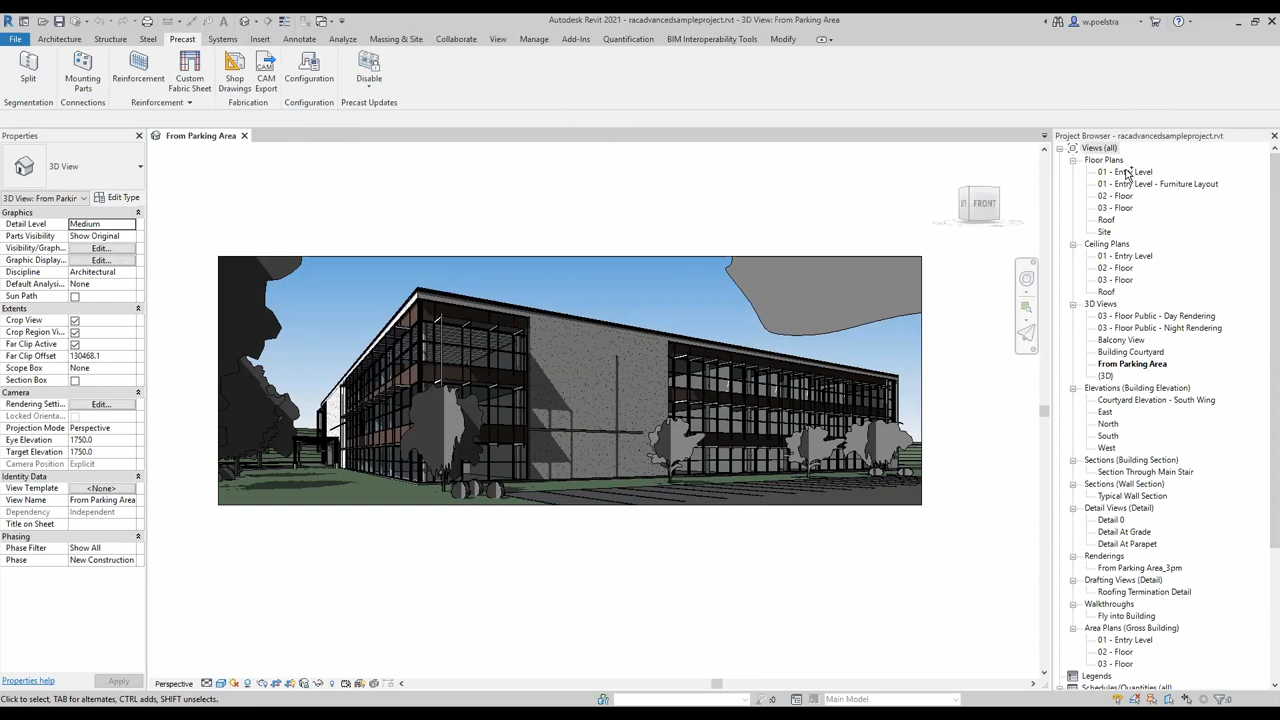 Autodesk Revit 2021 - racadvancedsampleproject.rvt - 3D View: From Parking Area
w.poelstra
File Architecture Structure Steel Precast Systems Insert Annotate Analyze Massing & Site Collaborate View Manage Add-Ins Quantification BIM Interoperability Tools Modify
Split
Mounting Parts
Reinforcement
Custom Fabric Sheet
Shop Drawings
CAM Export
Configuration
Disable
Segmentation Connections Reinforcement Fabrication Configuration Precast Updates
Properties
3D View
3D View: From Parkir
Edit Type
Graphics
Detail Level Medium
Parts Visibility Show Original
Visibility/Graph... Edit...
Graphic Display... Edit...
Discipline Architectural
Default Analysi... None
Sun Path
Extents
Crop View
Crop Region Vi...
Far Clip Active
Far Clip Offset 130468.1
Scope Box None
Section Box
Camera
Rendering Setti... Edit...
Locked Orienta...
Projection Mode Perspective
Eye Elevation 1750.0
Target Elevation 1750.0
Camera Position Explicit
Identity Data
View Template <None>
View Name From Parking Area
Dependency Independent
Title on Sheet
Phasing
Phase Filter Show All
Phase New Construction
Properties help
Apply
From Parking Area
FRONT
Perspective
Project Browser - racadvancedsampleproject.rvt
Views (all)
Floor Plans
01 - Entry Level
01 - Entry Level - Furniture Layout
02 - Floor
03 - Floor
Roof
Site
Ceiling Plans
01 - Entry Level
02 - Floor
03 - Floor
Roof
3D Views
03 - Floor Public - Day Rendering
03 - Floor Public - Night Rendering
Balcony View
Building Courtyard
From Parking Area
{3D}
Elevations (Building Elevation)
Courtyard Elevation - South Wing
East
North
South
West
Sections (Building Section)
Section Through Main Stair
Sections (Wall Section)
Typical Wall Section
Detail Views (Detail)
Detail 0
Detail At Grade
Detail At Parapet
Renderings
From Parking Area_3pm
Drafting Views (Detail)
Roofing Termination Detail
Walkthroughs
Fly into Building
Area Plans (Gross Building)
01 - Entry Level
02 - Floor
03 - Floor
Legends
Schedules/Quantities (all)
Click to select, TAB for alternates, CTRL adds, SHIFT unselects.
:0
Main Model
:0